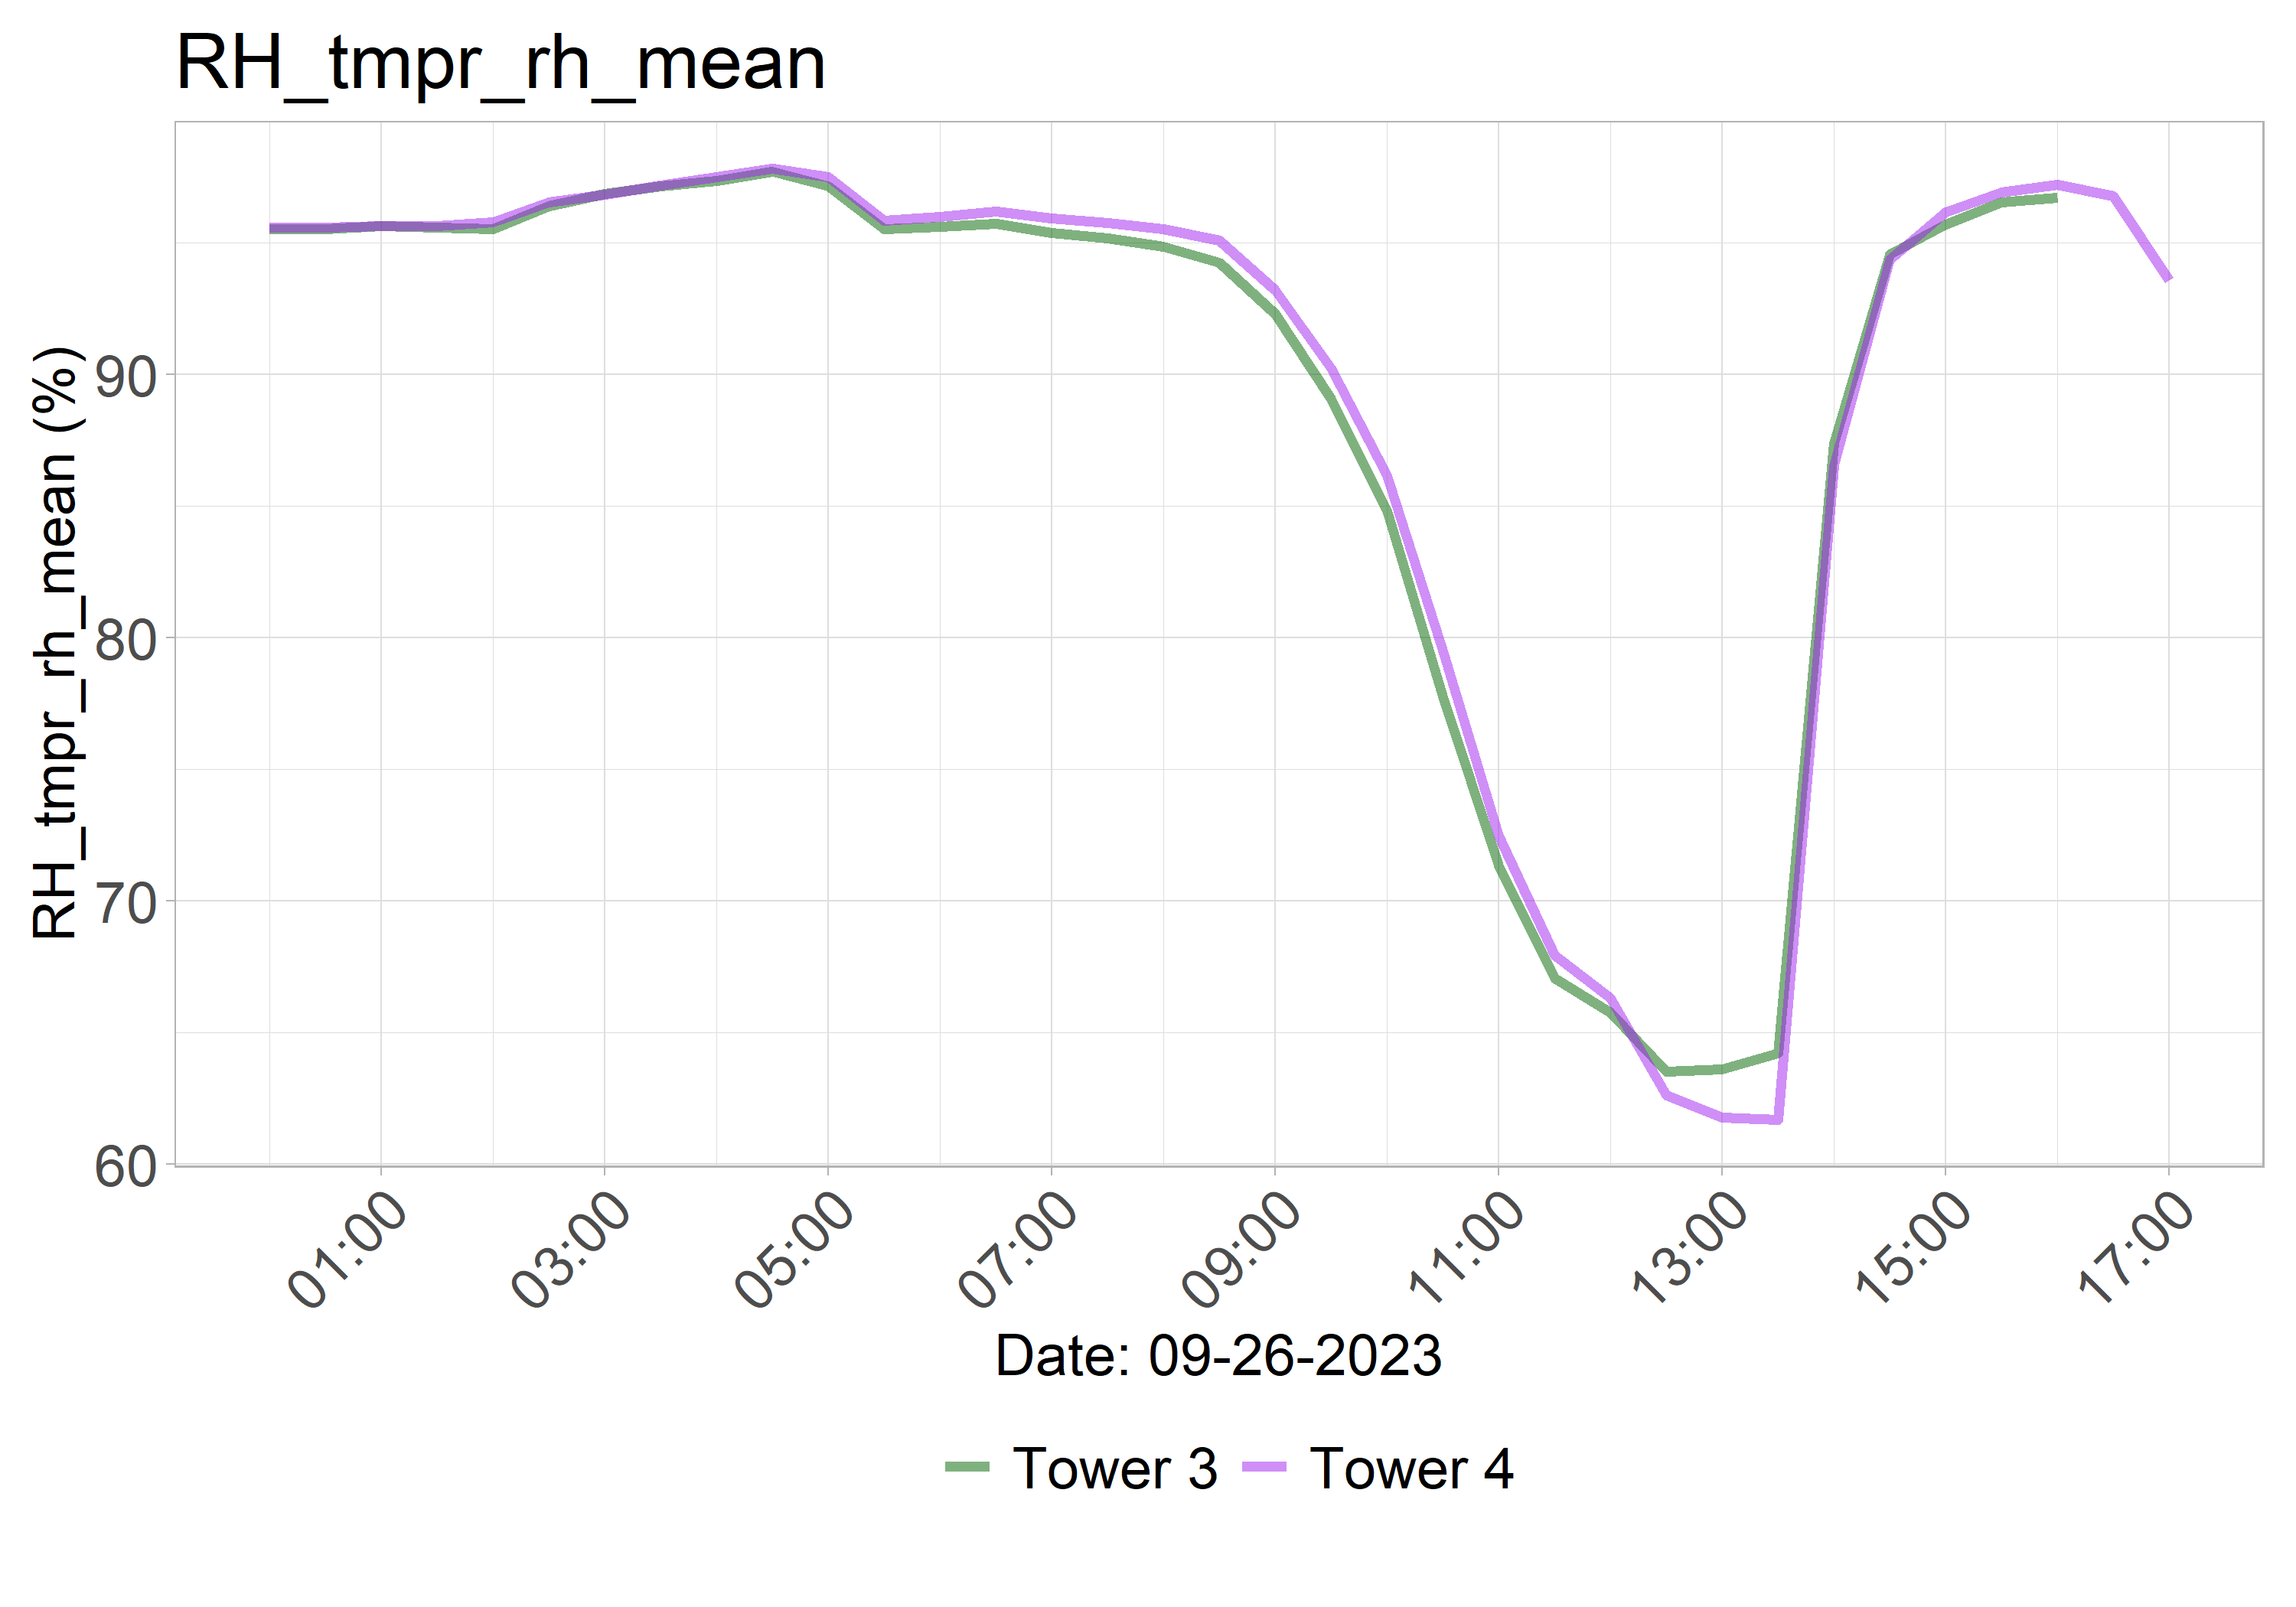 RH_tmpr_rh_mean
RH_tmpr_rh_mean (%)
90
80
70
60
01:00
03:00
05:00
07:00
09:00
11:00
13:00
15:00
17:00
Date: 09-26-2023
Tower 3
Tower 4